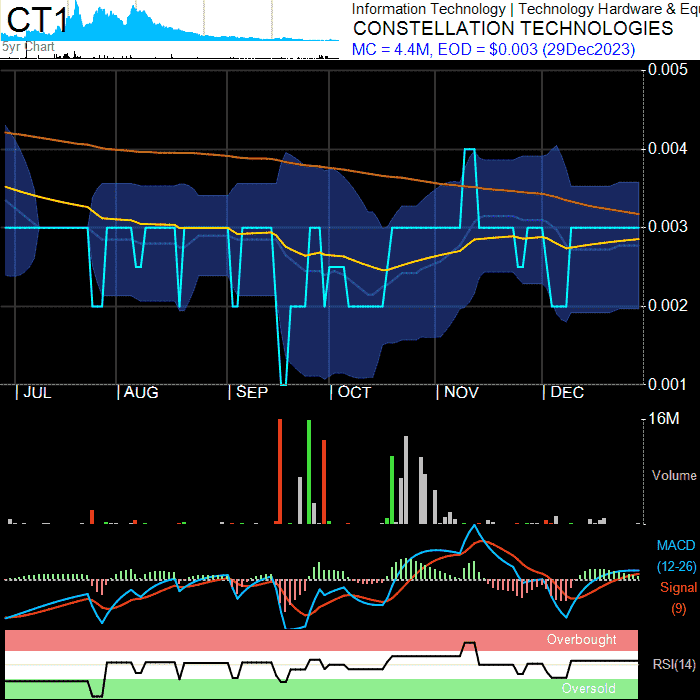 CT1
5yr Chart
Information Technology | Technology Hardware & Equ
CONSTELLATION TECHNOLOGIES
MC = 4.4M, EOD = $0.003 (29Dec2023)
0.005
0.004
0.003
0.002
0.001
JUL
AUG
SEP
OCT
NOV
DEC
16M
Volume
MACD
(12-26)
Signal
(9)
Overbought
RSI(14)
Oversold